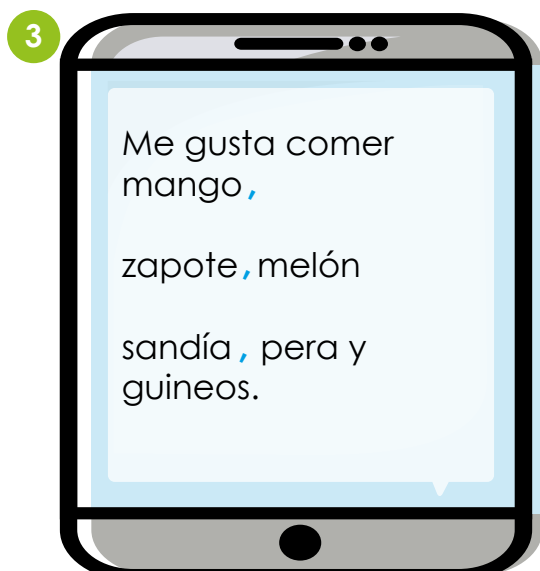 3
Me gusta comer
mango,
zapote, melón
sandía, pera y
guineos.